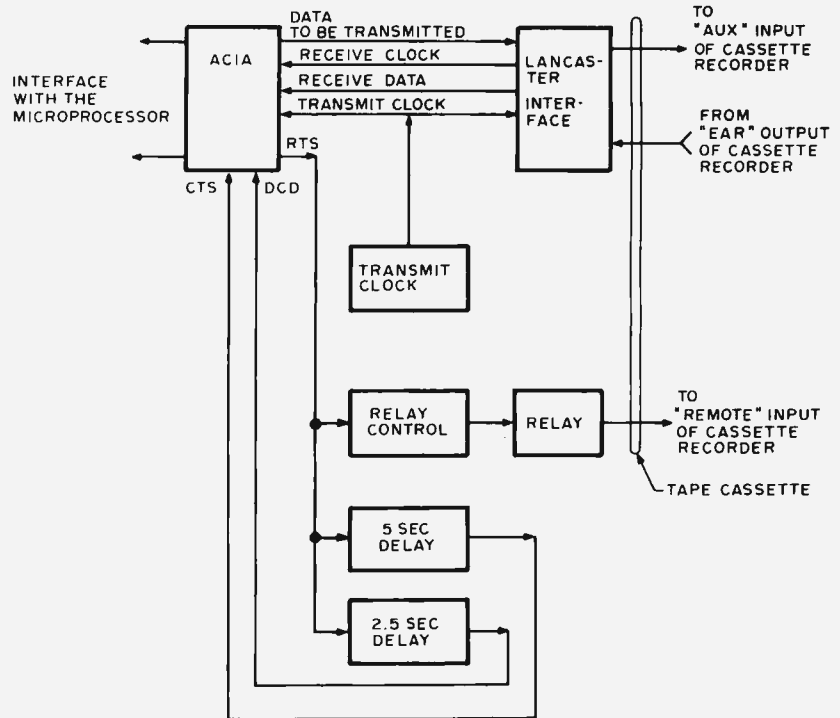 DATA
TO BE TRANSMITTED
RECEIVE CLOCK
RECEIVE DATA
TRANSMIT CLOCK
ACIA
INTERFACE
WITH THE
MICROPROCESSOR
RTS
CTS
DCD
LANCAS-
TER
INTER-
FACE
TO
"AUX" INPUT
OF CASSETTE
RECORDER
FROM
"EAR" OUTPUT
OF CASSETTE
RECORDER
TRANSMIT
CLOCK
RELAY
CONTROL
RELAY
TO
"REMOTE" INPUT
OF CASSETTE
RECORDER
TAPE CASSETTE
5 SEC
DELAY
2.5 SEC
DELAY